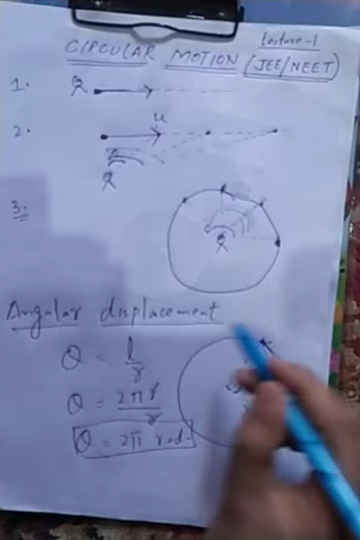 Lecture-1
CIRCULAR MOTION (JEE/NEET)
1.
2.
u
3.
Angular displacement
θ = l/r
θ = 2πr/r
θ = 2π rad.